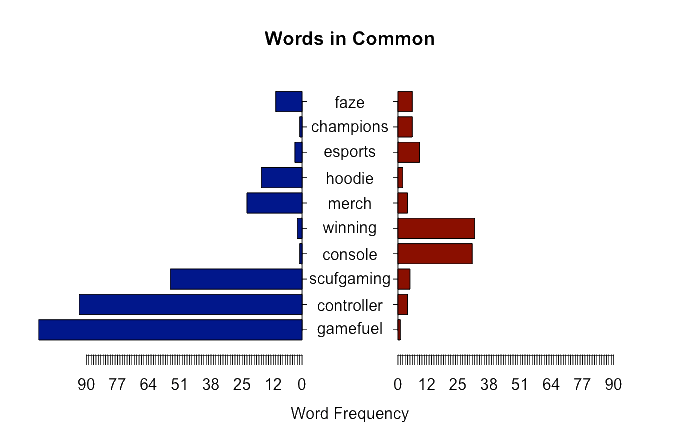 Words in Common
faze
champions
esports
hoodie
merch
winning
console
scufgaming
controller
gamefuel
90 77 64 51 38 25 12 0 0 12 25 38 51 64 77 90
Word Frequency